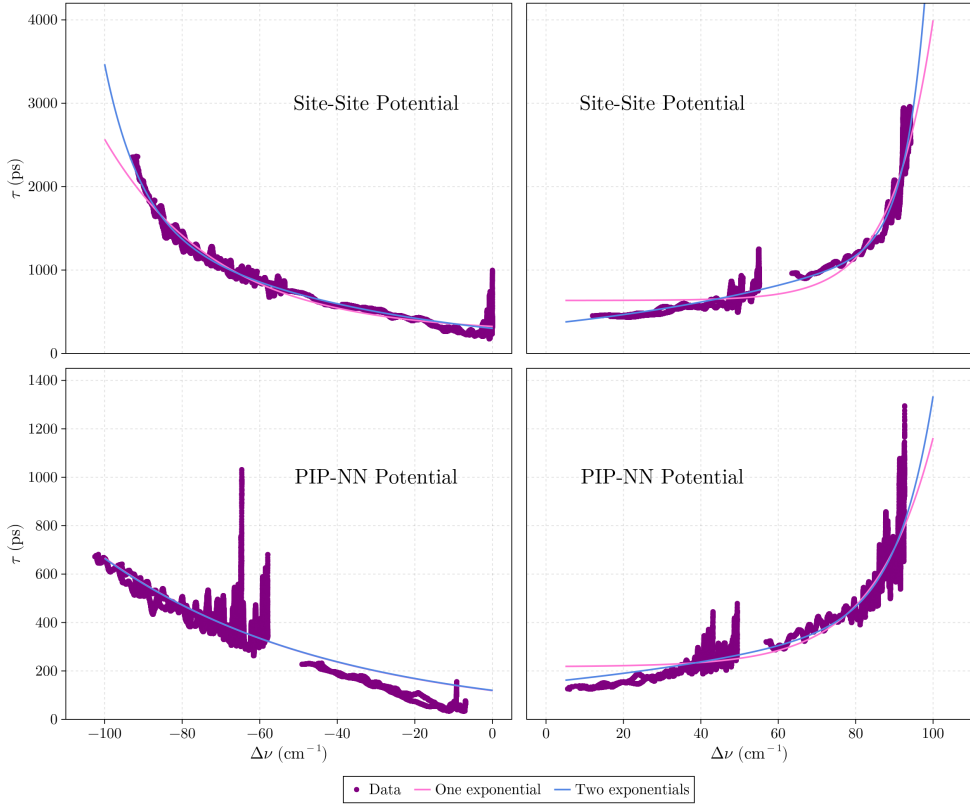 4000
3000
2000
1000
0
τ (ps)
Site-Site Potential
Site-Site Potential
1400
1200
1000
800
600
400
200
0
τ (ps)
PIP-NN Potential
PIP-NN Potential
−100 −80 −60 −40 −20 0
0 20 40 60 80 100
Δν (cm⁻¹)
Δν (cm⁻¹)
Data One exponential Two exponentials